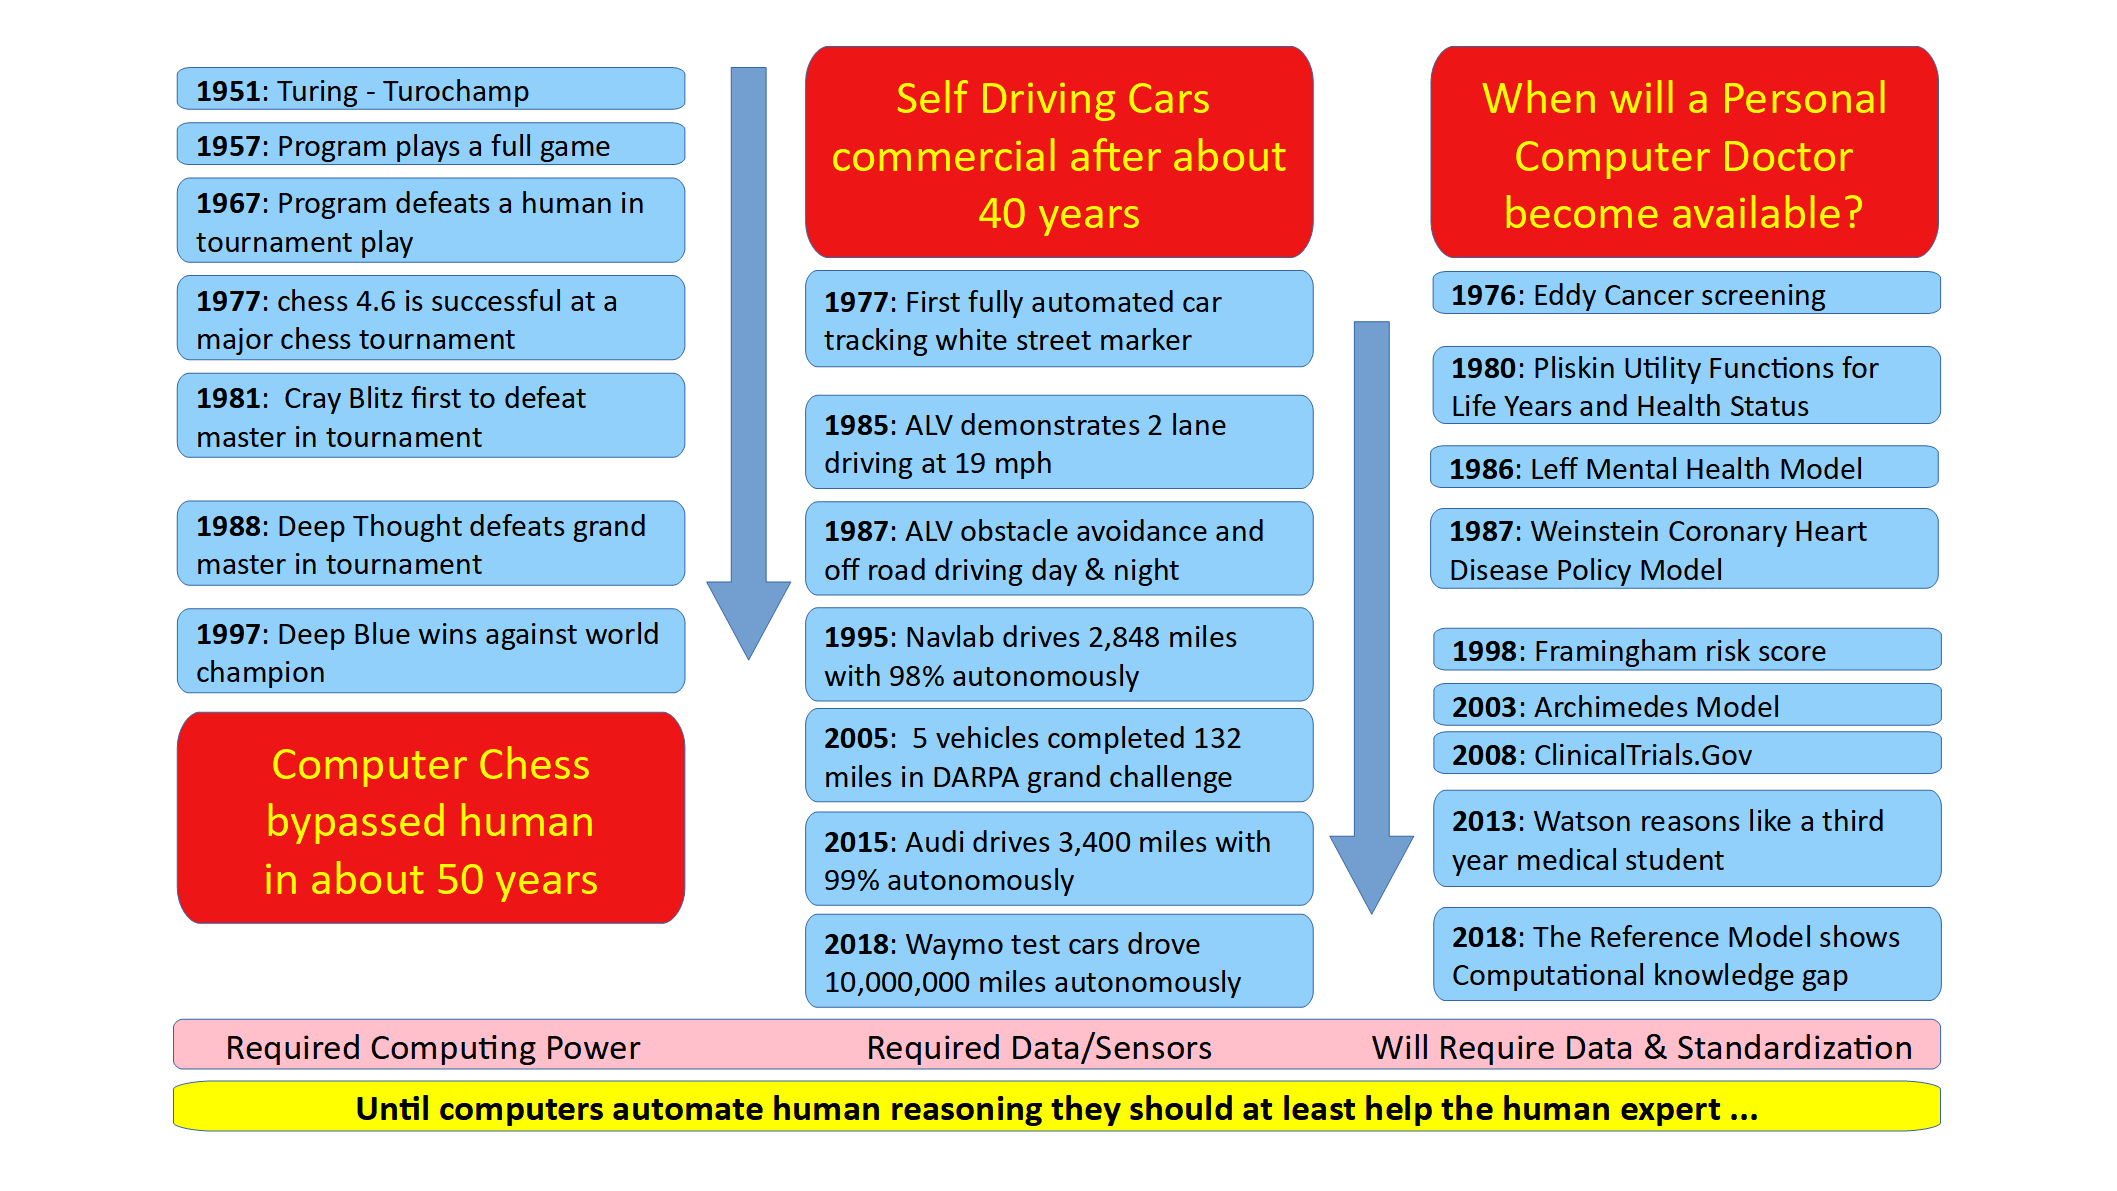 1951: Turing - Turochamp
1957: Program plays a full game
1967: Program defeats a human in
tournament play
1977: chess 4.6 is successful at a
major chess tournament
1981:  Cray Blitz first to defeat
master in tournament
1988: Deep Thought defeats grand
master in tournament
1997: Deep Blue wins against world
champion
Computer Chess
bypassed human
in about 50 years
Self Driving Cars
commercial after about
40 years
1977: First fully automated car
tracking white street marker
1985: ALV demonstrates 2 lane
driving at 19 mph
1987: ALV obstacle avoidance and
off road driving day & night
1995: Navlab drives 2,848 miles
with 98% autonomously
2005:  5 vehicles completed 132
miles in DARPA grand challenge
2015: Audi drives 3,400 miles with
99% autonomously
2018: Waymo test cars drove
10,000,000 miles autonomously
When will a Personal
Computer Doctor
become available?
1976: Eddy Cancer screening
1980: Pliskin Utility Functions for
Life Years and Health Status
1986: Leff Mental Health Model
1987: Weinstein Coronary Heart
Disease Policy Model
1998: Framingham risk score
2003: Archimedes Model
2008: ClinicalTrials.Gov
2013: Watson reasons like a third
year medical student
2018: The Reference Model shows
Computational knowledge gap
Required Computing Power
Required Data/Sensors
Will Require Data & Standardization
Until computers automate human reasoning they should at least help the human expert ...